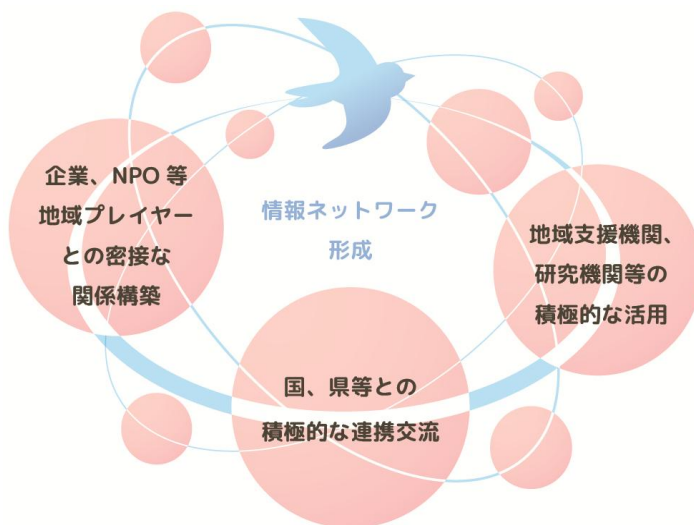 企業、NPO 等
地域プレイヤー
との密接な
関係構築
情報ネットワーク
形成
地域支援機関、
研究機関等の
積極的な活用
国、県等との
積極的な連携交流